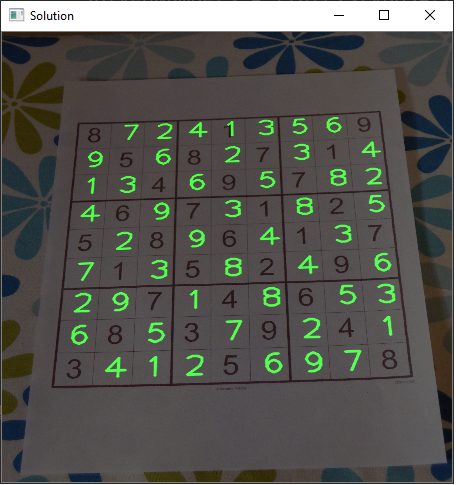 Solution
8 7 2 4 1 3 5 6 9
9 5 6 8 2 7 3 1 4
1 3 4 6 9 5 7 8 2
4 6 9 7 3 1 8 2 5
5 2 8 9 6 4 1 3 7
7 1 3 5 8 2 4 9 6
2 9 7 1 4 8 6 5 3
6 8 5 3 7 9 2 4 1
3 4 1 2 5 6 9 7 8